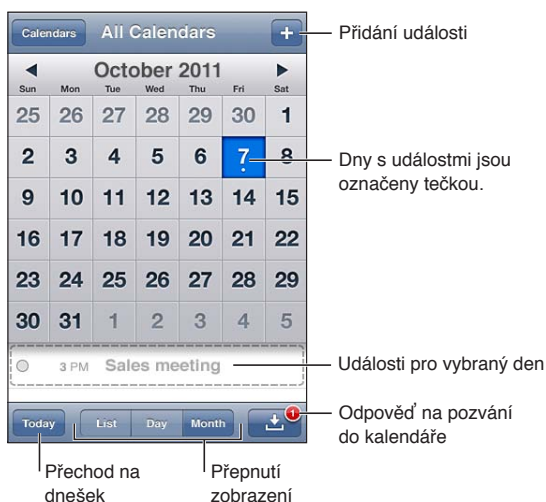 Calendars All Calendars +
Přidání události
October 2011
Sun Mon Tue Wed Thu Fri Sat
25 26 27 28 29 30 1
2 3 4 5 6 7 8
Dny s událostmi jsou
označeny tečkou.
9 10 11 12 13 14 15
16 17 18 19 20 21 22
23 24 25 26 27 28 29
30 31 1 2 3 4 5
3 PM Sales meeting
Události pro vybraný den
Today List Day Month 1
Odpověď na pozvání
do kalendáře
Přechod na
dnešek
Přepnutí
zobrazení